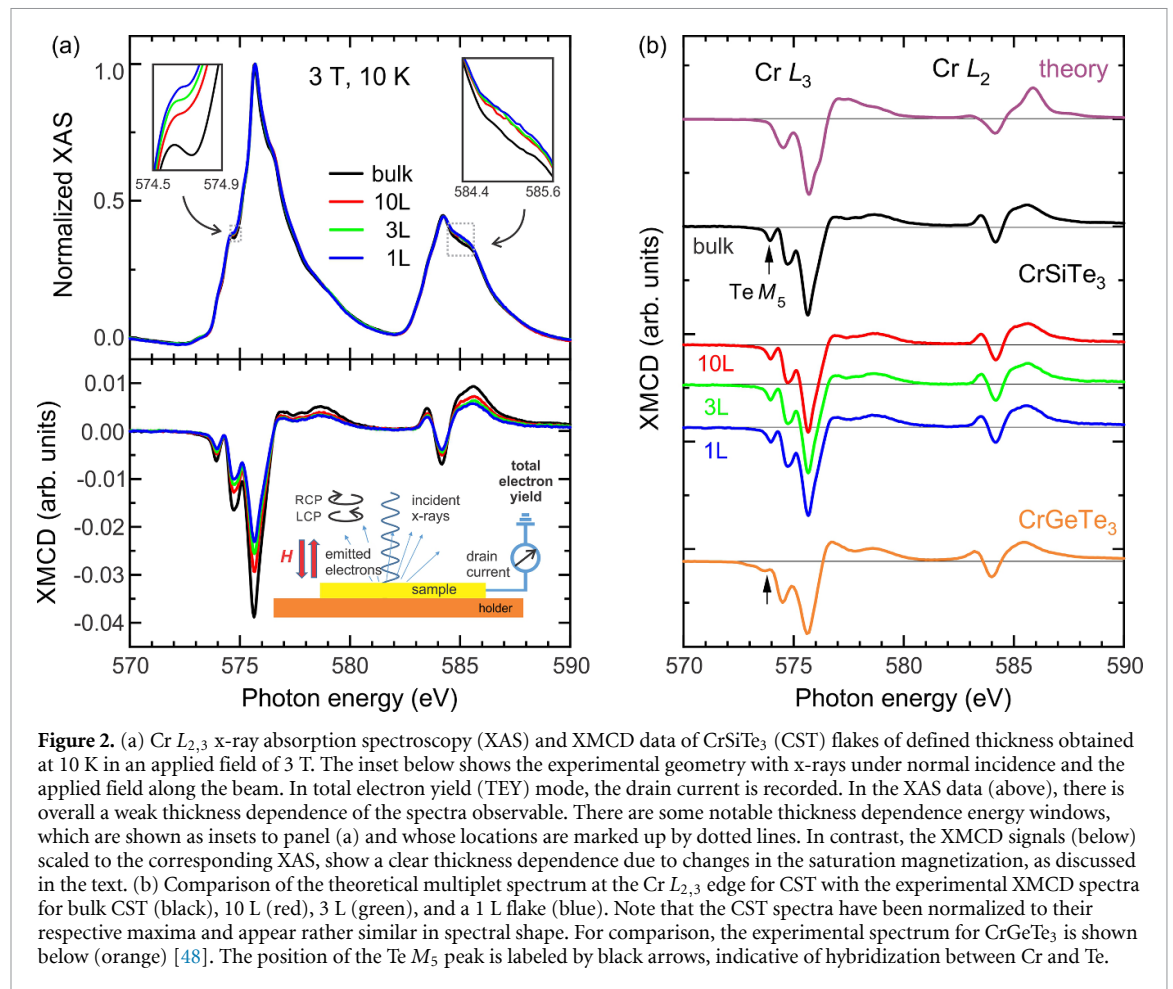 (a)
1.0
0.5
0.0
Normalized XAS
3 T, 10 K
574.5
574.9
584.4
585.6
bulk
10L
3L
1L
0.01
0.00
-0.01
-0.02
-0.03
-0.04
XMCD (arb. units)
RCP
LCP
H
incident
x-rays
emitted
electrons
total
electron
yield
drain
current
sample
holder
570
575
580
585
590
Photon energy (eV)
(b)
XMCD (arb. units)
Cr L3
Cr L2
theory
bulk
Te M5
CrSiTe3
10L
3L
1L
CrGeTe3
570
575
580
585
590
Photon energy (eV)
Figure 2. (a) Cr L2,3 x-ray absorption spectroscopy (XAS) and XMCD data of CrSiTe3 (CST) flakes of defined thickness obtained
at 10 K in an applied field of 3 T. The inset below shows the experimental geometry with x-rays under normal incidence and the
applied field along the beam. In total electron yield (TEY) mode, the drain current is recorded. In the XAS data (above), there is
overall a weak thickness dependence of the spectra observable. There are some notable thickness dependence energy windows,
which are shown as insets to panel (a) and whose locations are marked up by dotted lines. In contrast, the XMCD signals (below)
scaled to the corresponding XAS, show a clear thickness dependence due to changes in the saturation magnetization, as discussed
in the text. (b) Comparison of the theoretical multiplet spectrum at the Cr L2,3 edge for CST with the experimental XMCD spectra
for bulk CST (black), 10 L (red), 3 L (green), and a 1 L flake (blue). Note that the CST spectra have been normalized to their
respective maxima and appear rather similar in spectral shape. For comparison, the experimental spectrum for CrGeTe3 is shown
below (orange) [48]. The position of the Te M5 peak is labeled by black arrows, indicative of hybridization between Cr and Te.